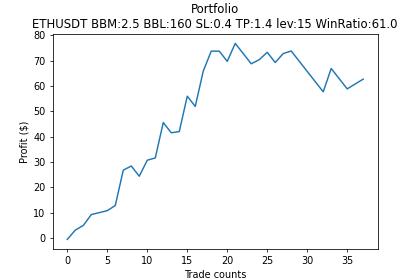 Portfolio
ETHUSDT BBM:2.5 BBL:160 SL:0.4 TP:1.4 lev:15 WinRatio:61.0
80
70
60
50
40
30
20
10
0
Profit ($)
0 5 10 15 20 25 30 35
Trade counts